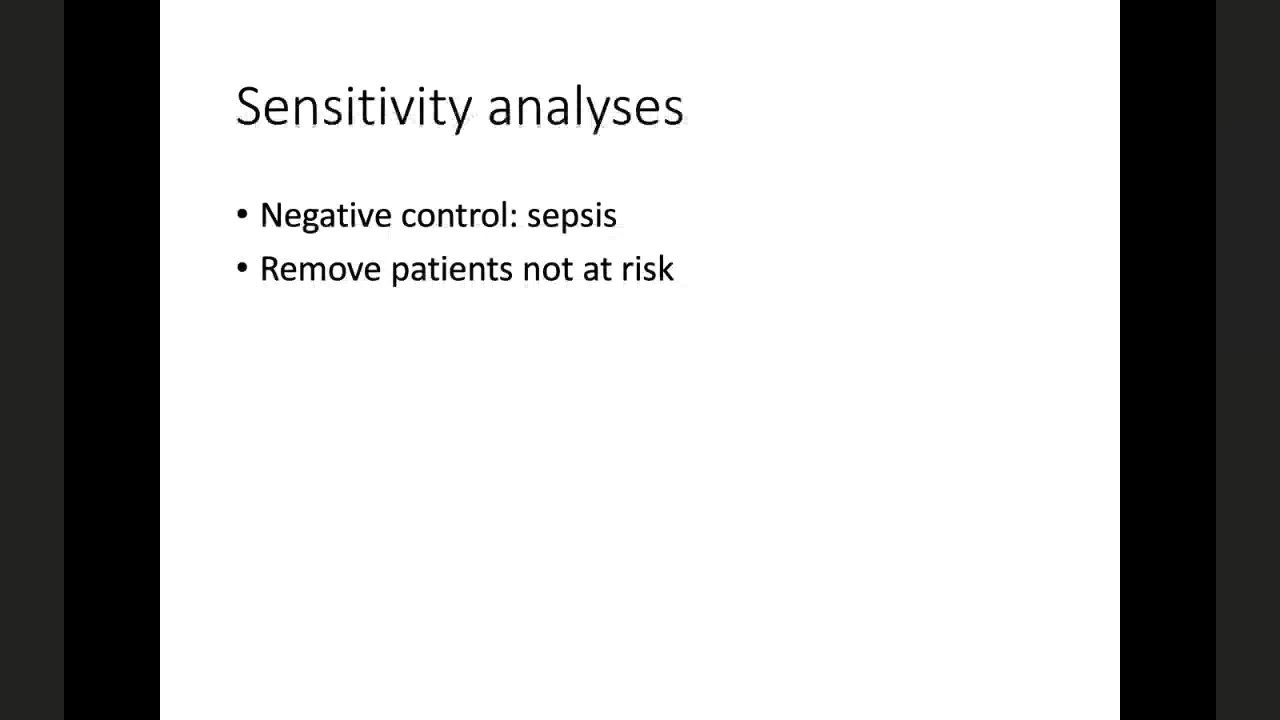 Sensitivity analyses
• Negative control: sepsis
• Remove patients not at risk